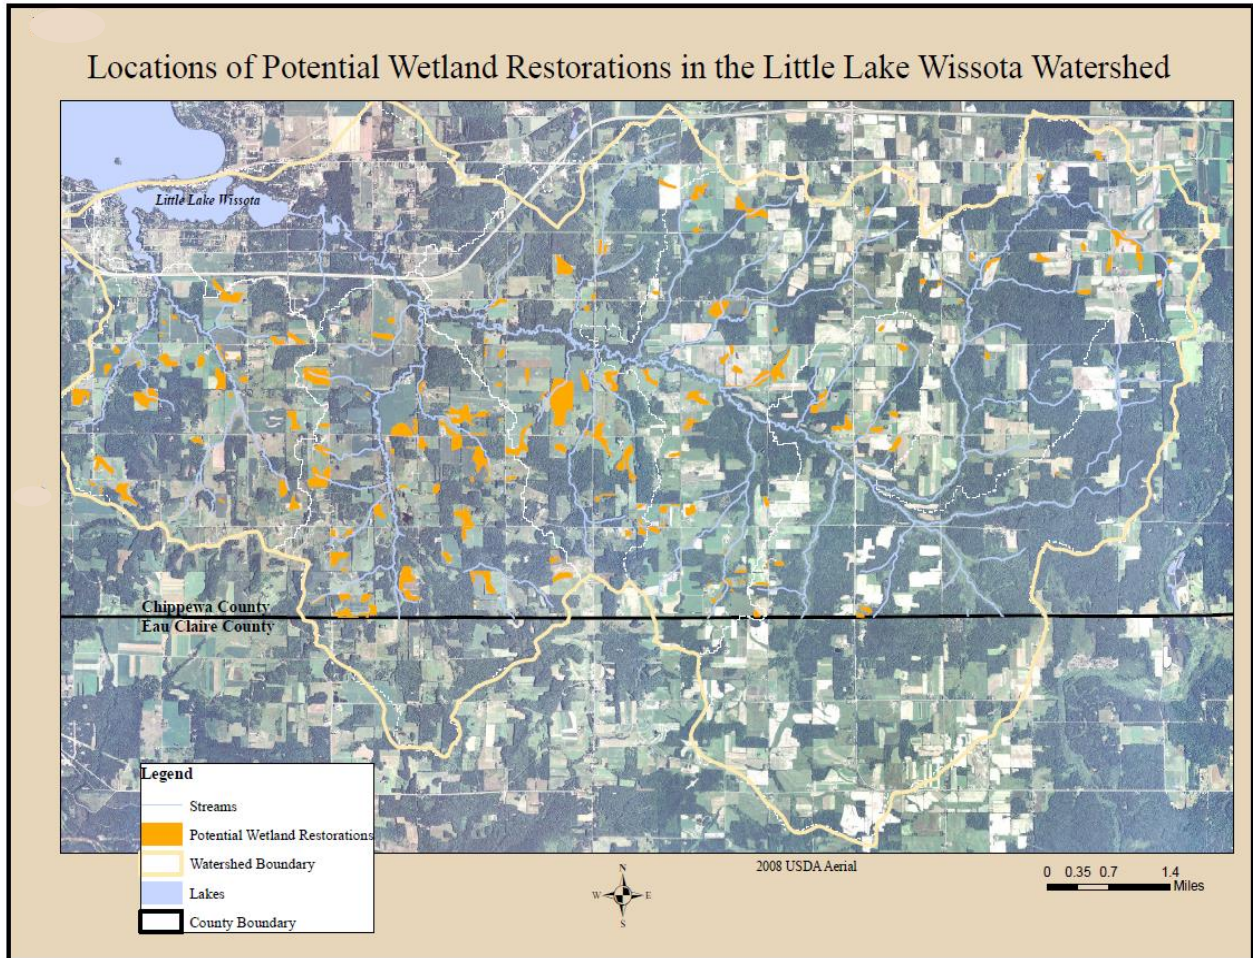 Locations of Potential Wetland Restorations in the Little Lake Wissota Watershed
Little Lake Wissota
Chippewa County
Eau Claire County
Legend
Streams
Potential Wetland Restorations
Watershed Boundary
Lakes
County Boundary
N
W E
S
2008 USDA Aerial
0 0.35 0.7 1.4
Miles